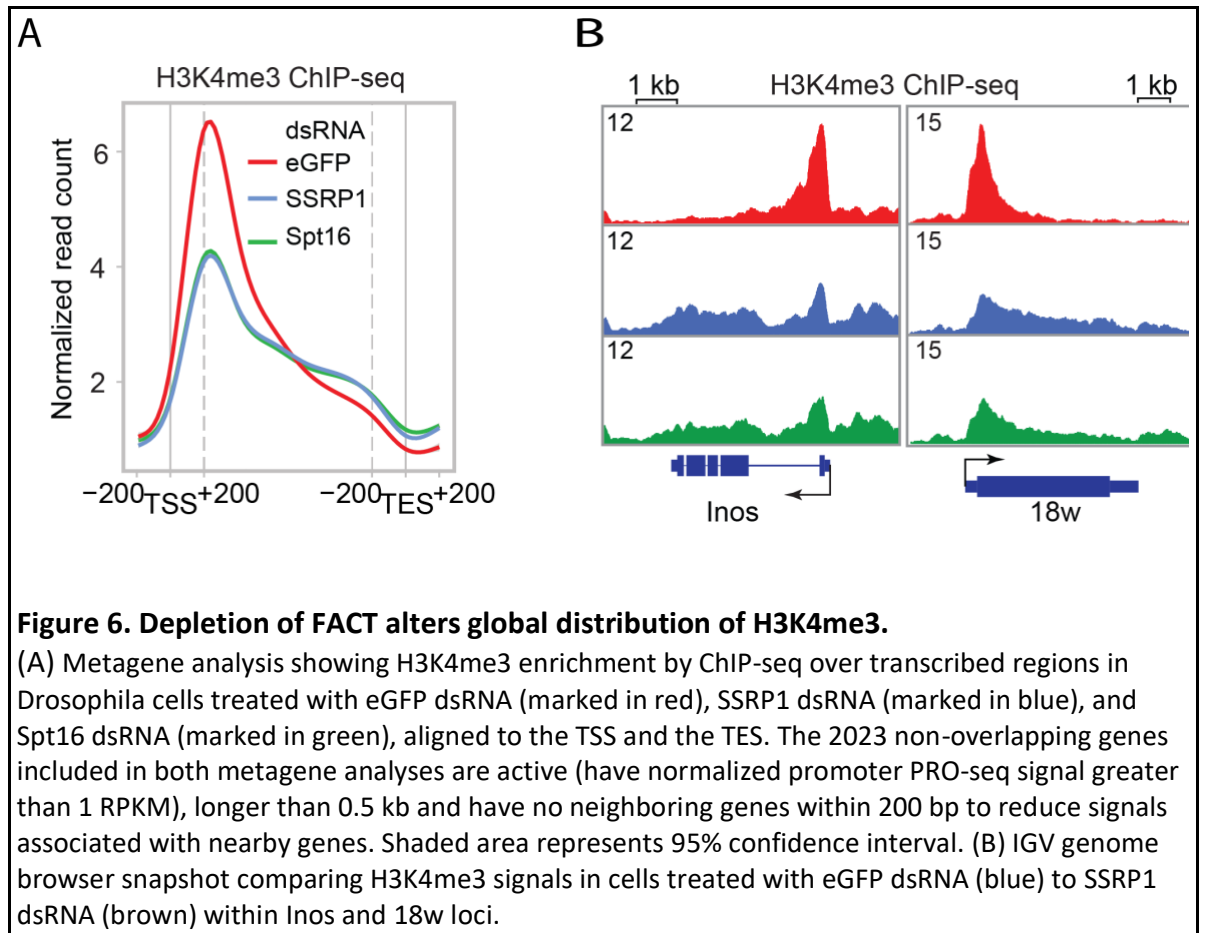 A
B
H3K4me3 ChIP-seq
1 kb H3K4me3 ChIP-seq 1 kb
dsRNA
eGFP
SSRP1
Spt16
Normalized read count
6
4
2
−200 TSS +200 −200 TES +200
12 15
12 15
12 15
Inos 18w
Figure 6. Depletion of FACT alters global distribution of H3K4me3.
(A) Metagene analysis showing H3K4me3 enrichment by ChIP-seq over transcribed regions in
Drosophila cells treated with eGFP dsRNA (marked in red), SSRP1 dsRNA (marked in blue), and
Spt16 dsRNA (marked in green), aligned to the TSS and the TES. The 2023 non-overlapping genes
included in both metagene analyses are active (have normalized promoter PRO-seq signal greater
than 1 RPKM), longer than 0.5 kb and have no neighboring genes within 200 bp to reduce signals
associated with nearby genes. Shaded area represents 95% confidence interval. (B) IGV genome
browser snapshot comparing H3K4me3 signals in cells treated with eGFP dsRNA (blue) to SSRP1
dsRNA (brown) within Inos and 18w loci.